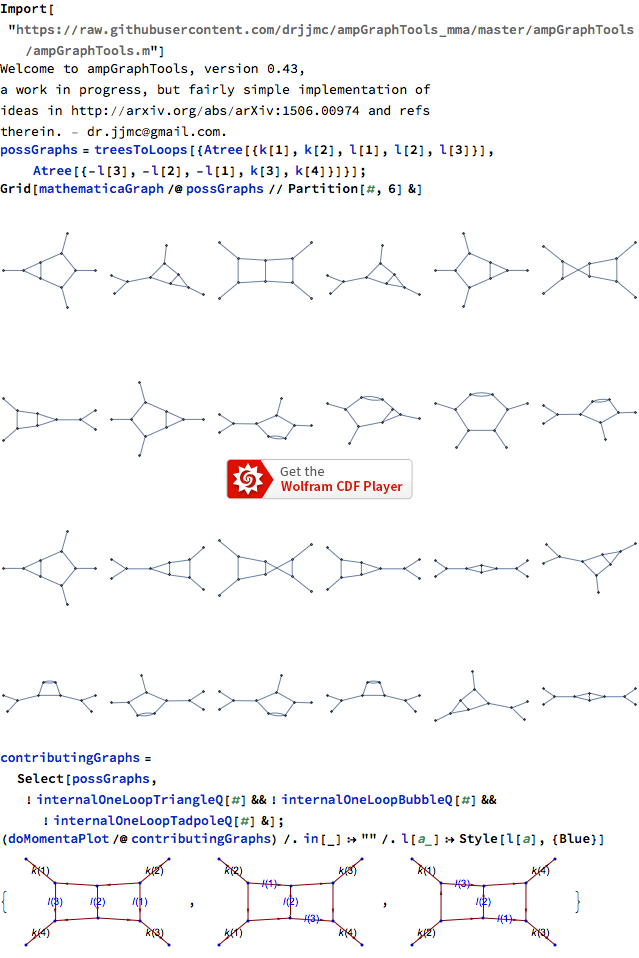 Import[
"https://raw.githubusercontent.com/drjjmc/ampGraphTools_mma/master/ampGraphTools
/ampGraphTools.m"]
Welcome to ampGraphTools, version 0.43,
a work in progress, but fairly simple implementation of
ideas in http://arxiv.org/abs/arXiv:1506.00974 and refs
therein. – dr.jjmc@gmail.com.
possGraphs = treesToLoops[{Atree[{k[1], k[2], l[1], l[2], l[3]}],
Atree[{-l[3], -l[2], -l[1], k[3], k[4]}]}];
Grid[mathematicaGraph /@ possGraphs // Partition[#, 6] &]
Get the
Wolfram CDF Player
contributingGraphs =
Select[possGraphs,
! internalOneLoopTriangleQ[#] && ! internalOneLoopBubbleQ[#] &&
! internalOneLoopTadpoleQ[#] &];
(doMomentaPlot /@ contributingGraphs) /. in[_] :> "" /. l[a_] :> Style[l[a], {Blue}]
{ k(1) k(2) l(3) l(2) l(1) k(4) k(3) , k(2) k(3) l(1) l(2) l(3) k(1) k(4) , k(1) k(4) l(3) l(2) l(1) k(2) k(3) }